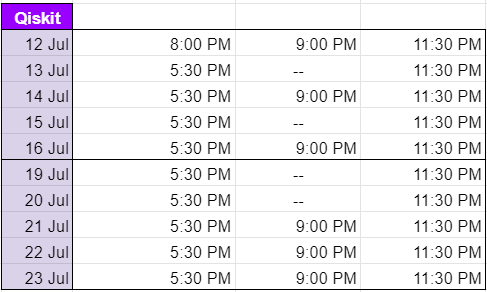 Qiskit
12 Jul 8:00 PM 9:00 PM 11:30 PM
13 Jul 5:30 PM -- 11:30 PM
14 Jul 5:30 PM 9:00 PM 11:30 PM
15 Jul 5:30 PM -- 11:30 PM
16 Jul 5:30 PM 9:00 PM 11:30 PM
19 Jul 5:30 PM -- 11:30 PM
20 Jul 5:30 PM -- 11:30 PM
21 Jul 5:30 PM 9:00 PM 11:30 PM
22 Jul 5:30 PM 9:00 PM 11:30 PM
23 Jul 5:30 PM 9:00 PM 11:30 PM